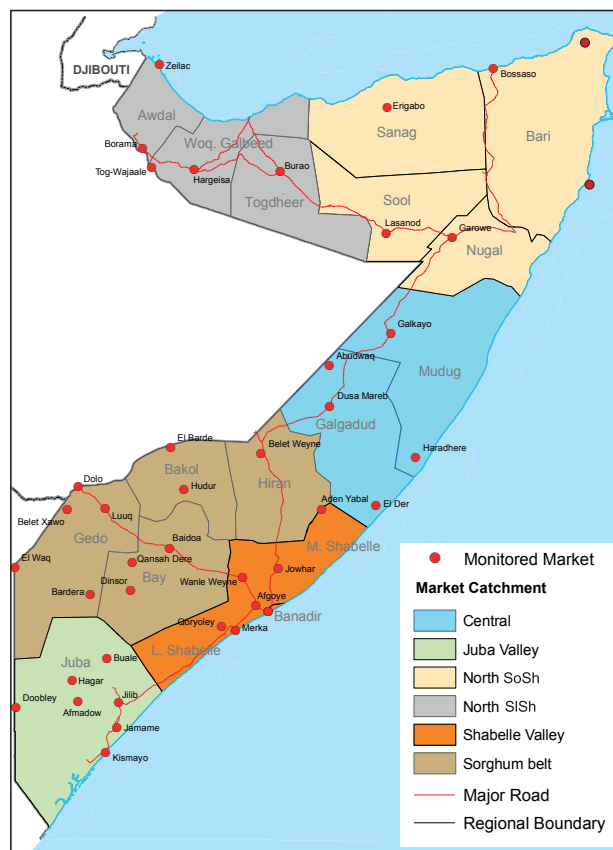 DJIBOUTI
Zeilac
Bossaso
Awdal
Erigabo
Sanag
Bari
Borama
Woq. Galbeed
Tog-Wajaale
Hargeisa
Burao
Togdheer
Sool
Lasanod
Garowe
Nugal
Galkayo
Abudwaq
Mudug
Dusa Mareb
Galgadud
El Barde
Belet Weyne
Haradhere
Bakol
Dolo
Hudur
Hiran
Aden Yabal
El Der
Belet Xawo
Luuq
Gedo
Baidoa
M. Shabelle
El Waq
Qansah Dere
Jowhar
Dinsor
Bay
Wanle Weyne
Bardera
Afgoye
Banadir
Qoryoley
Merka
L. Shabelle
Juba
Buale
Hagar
Doobley
Jilib
Afmadow
Jamame
Kismayo
Monitored Market
Market Catchment
Central
Juba Valley
North SoSh
North SlSh
Shabelle Valley
Sorghum belt
Major Road
Regional Boundary